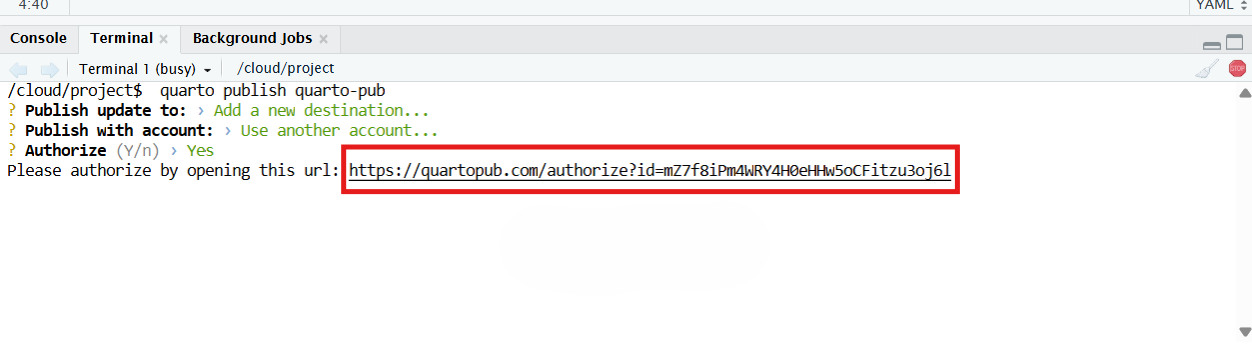 4:40 YAML
Console Terminal Background Jobs
Terminal 1 (busy) /cloud/project
STOP
/cloud/project$  quarto publish quarto-pub
? Publish update to: › Add a new destination...
? Publish with account: › Use another account...
? Authorize (Y/n) › Yes
Please authorize by opening this url: https://quartopub.com/authorize?id=mZ7f8iPm4WRY4H0eHHw5oCFitzu3oj6l